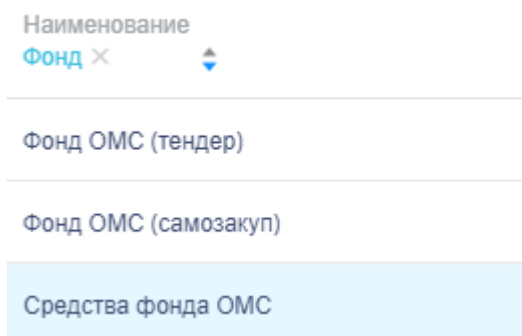 Наименование
Фонд ×
Фонд ОМС (тендер)
Фонд ОМС (самозакуп)
Средства фонда ОМС